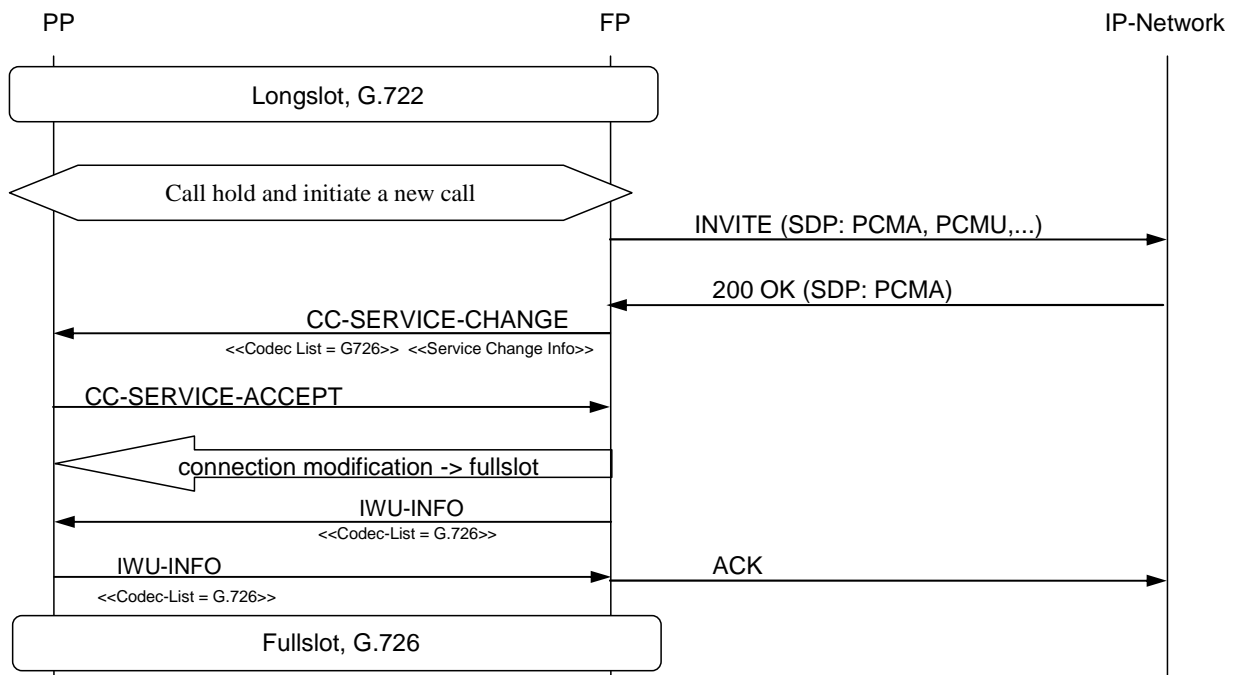 PP
FP
IP-Network
Longslot, G.722
Call hold and initiate a new call
INVITE (SDP: PCMA, PCMU,...)
200 OK (SDP: PCMA)
CC-SERVICE-CHANGE
<<Codec List = G726>> <<Service Change Info>>
CC-SERVICE-ACCEPT
connection modification -> fullslot
IWU-INFO
<<Codec-List = G.726>>
IWU-INFO
<<Codec-List = G.726>>
ACK
Fullslot, G.726